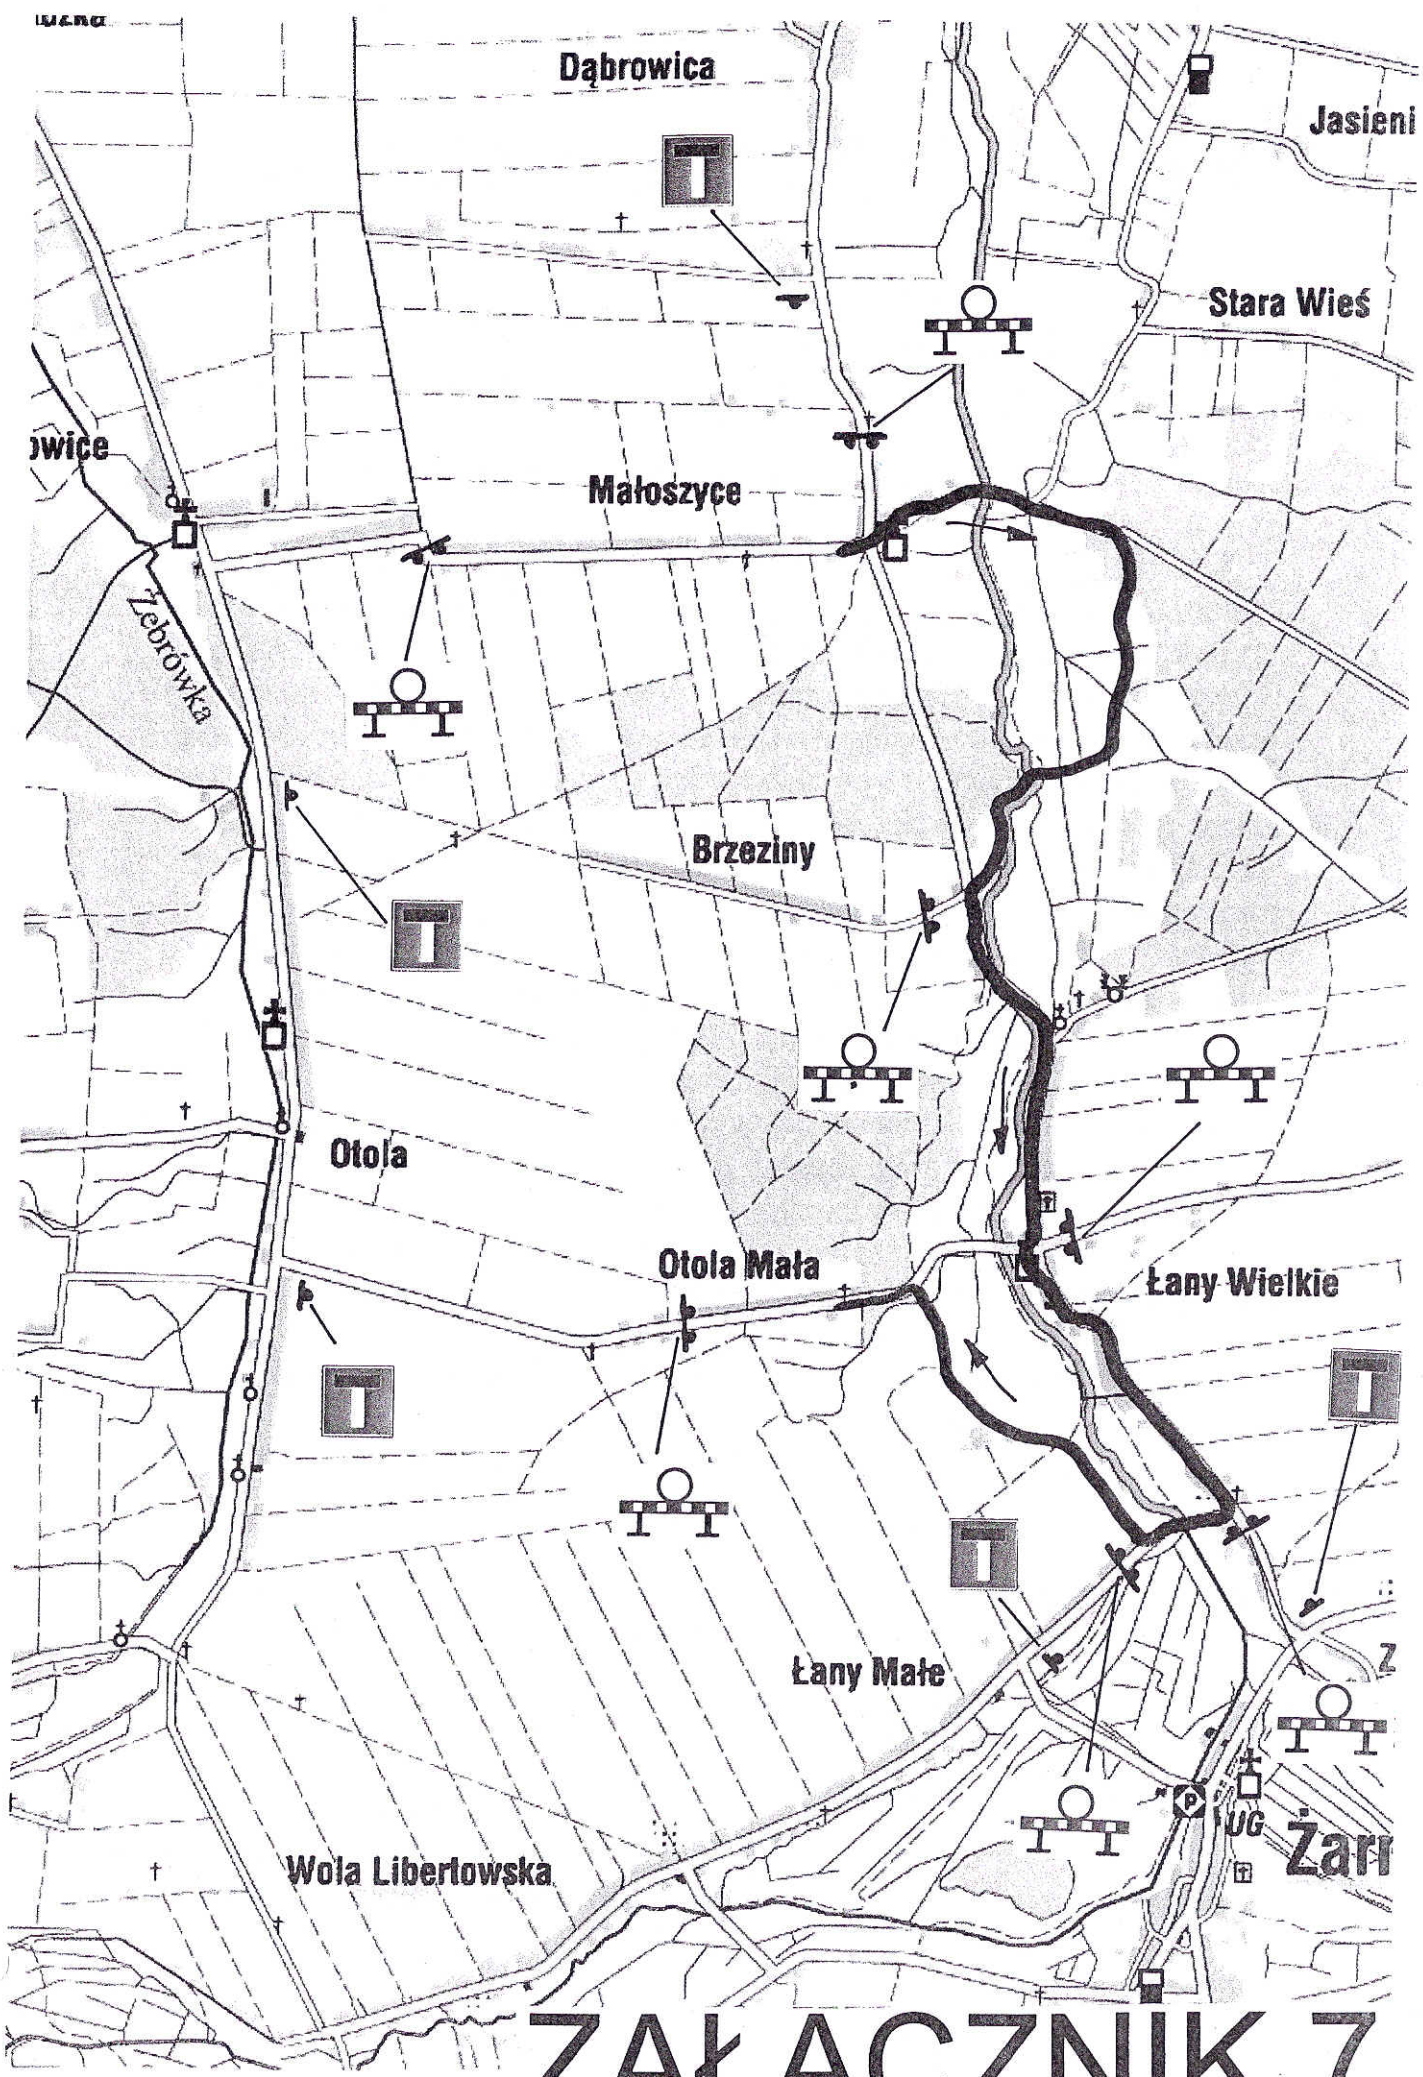 Dąbrowica
Jasieni
Stara Wieś
owice
Małoszyce
Żebrówka
Brzeziny
Otola
Otola Mała
Łany Wielkie
Łany Małe
Z
P
UG
Żarn
Wola Libertowska
ZAŁĄCZNIK 7